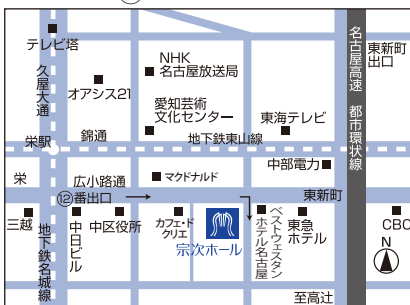 テレビ塔
久屋大通
オアシス21
NHK
名古屋放送局
愛知芸術
文化センター
東海テレビ
名古屋高速 都市環状線
東新町
出口
栄駅
錦通
地下鉄東山線
中部電力
栄
広小路通
マクドナルド
東新町
⑫番出口
三越
地下鉄名城線
中日ビル
中区役所
カフェ・ド
クリエ
宗次ホール
ベストウェスタン
ホテル名古屋
東急
ホテル
CBC
N
至高辻